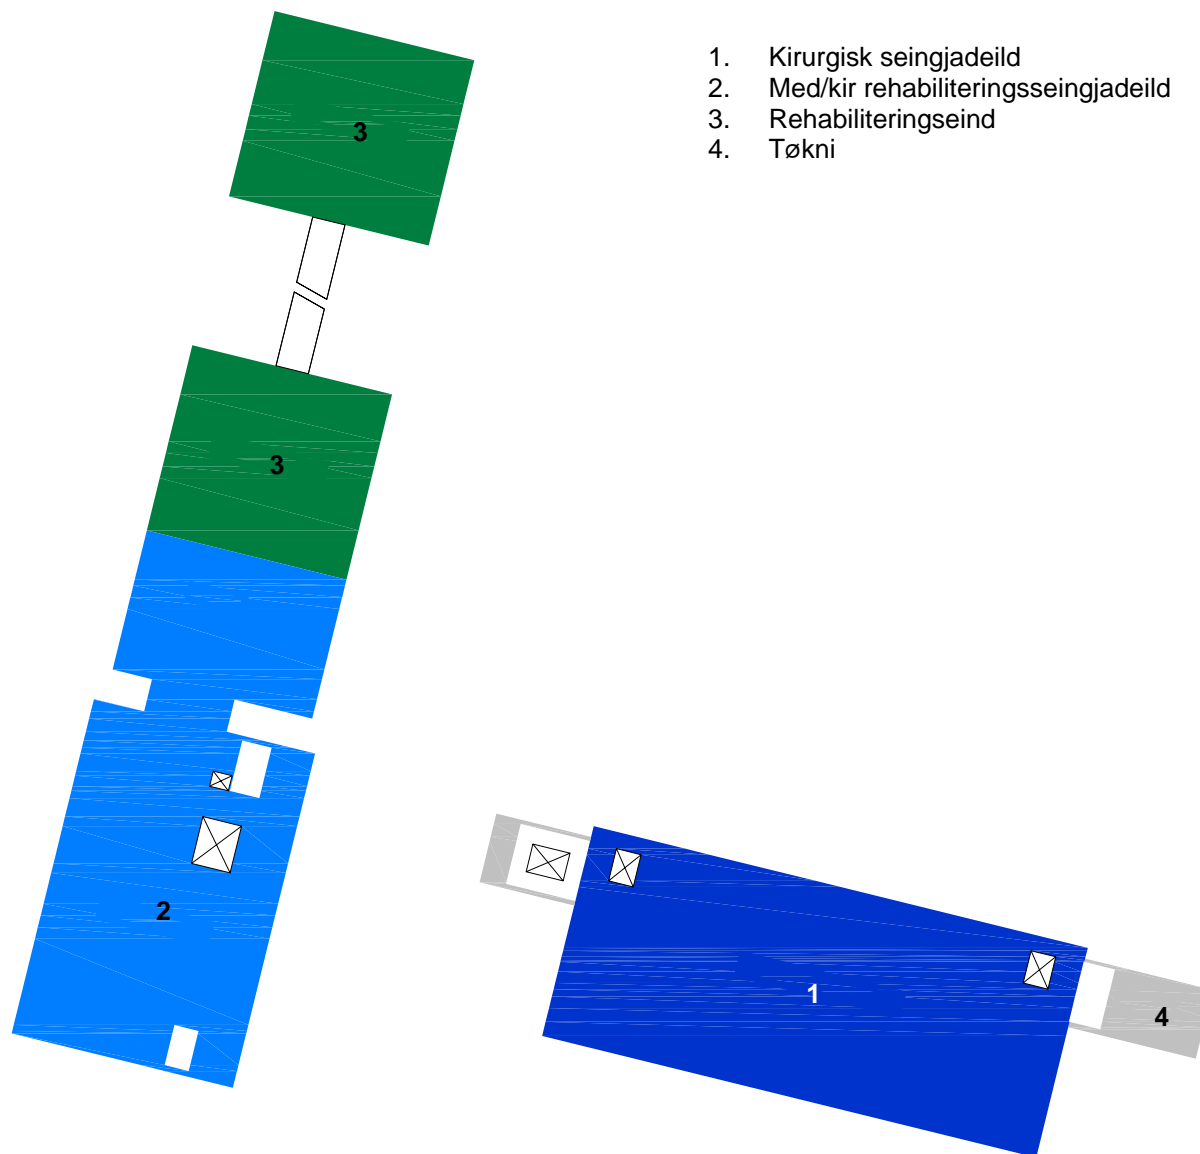 1. Kirurgisk seingjadeild
2. Med/kir rehabiliteringsseingjadeild
3. Rehabiliteringseind
4. Tøkni
3
3
2
1
4